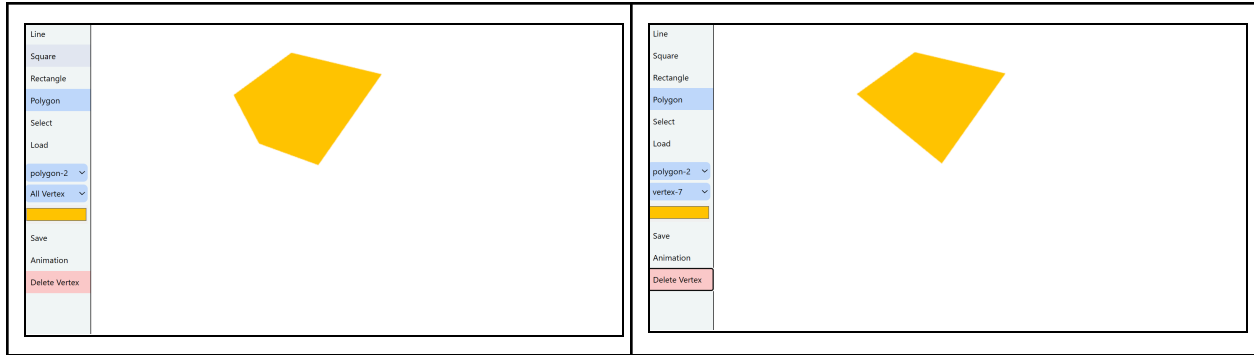 Line
Square
Rectangle
Polygon
Select
Load
polygon-2
All Vertex
Save
Animation
Delete Vertex
Line
Square
Rectangle
Polygon
Select
Load
polygon-2
vertex-7
Save
Animation
Delete Vertex